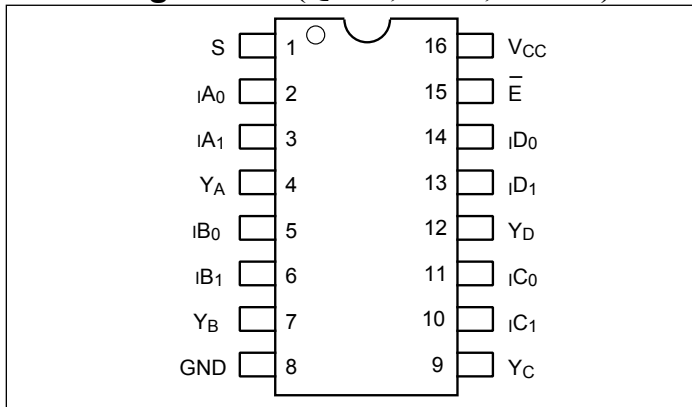 S 1 16 VCC
IA0 2 15 E̅
IA1 3 14 ID0
YA 4 13 ID1
IB0 5 12 YD
IB1 6 11 IC0
YB 7 10 IC1
GND 8 9 YC